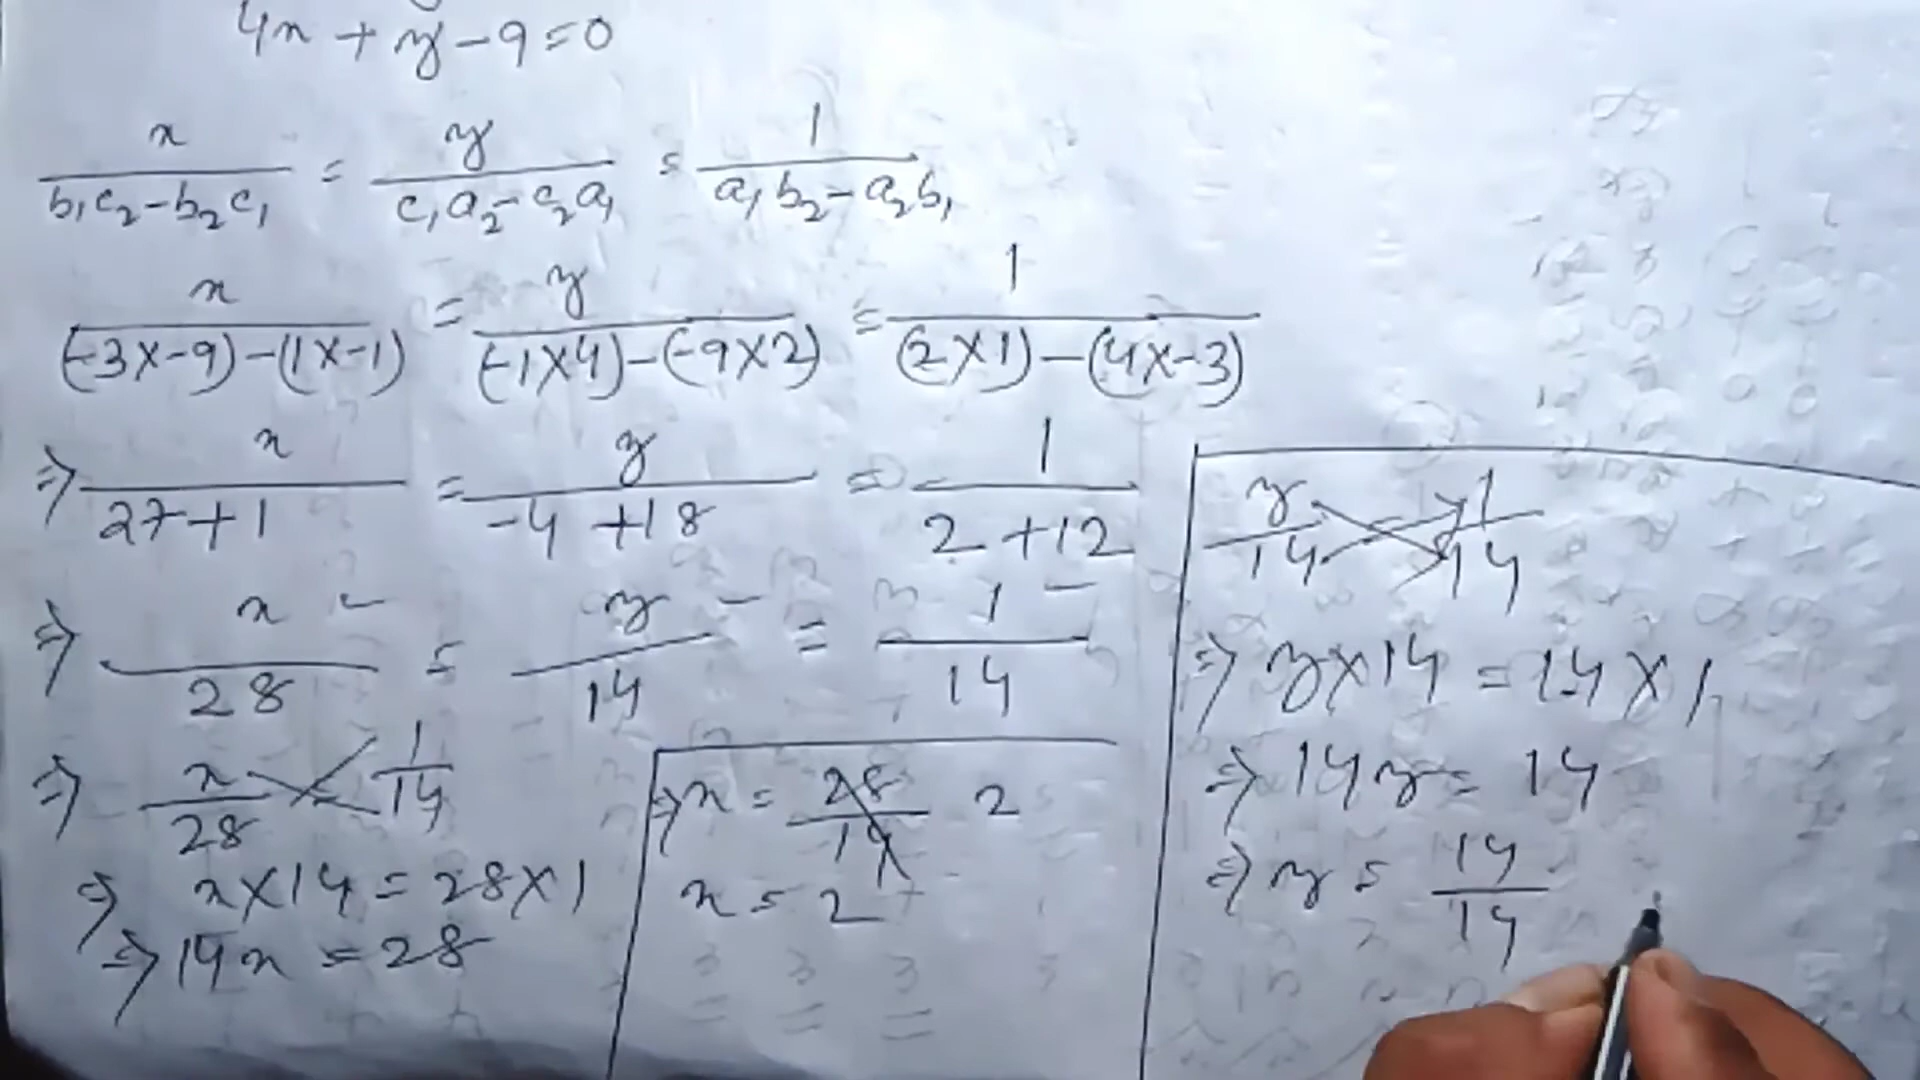 4x + y - 9 = 0
x/(b₁c₂ - b₂c₁) = y/(c₁a₂ - c₂a₁) = 1/(a₁b₂ - a₂b₁)
x/((-3×-9)-(1×-1)) = y/((-1×4)-(-9×2)) = 1/((2×1)-(4×-3))
⇒ x/(27+1) = y/(-4+18) = 1/(2+12)
⇒ x/28 = y/14 = 1/14
⇒ x/28 = 1/14
⇒ x×14 = 28×1
⇒ 14x = 28
⇒ x = 28/14 2
x = 2
y/14 = 1/14
⇒ y×14 = 14×1
⇒ 14y = 14
⇒ y = 14/14